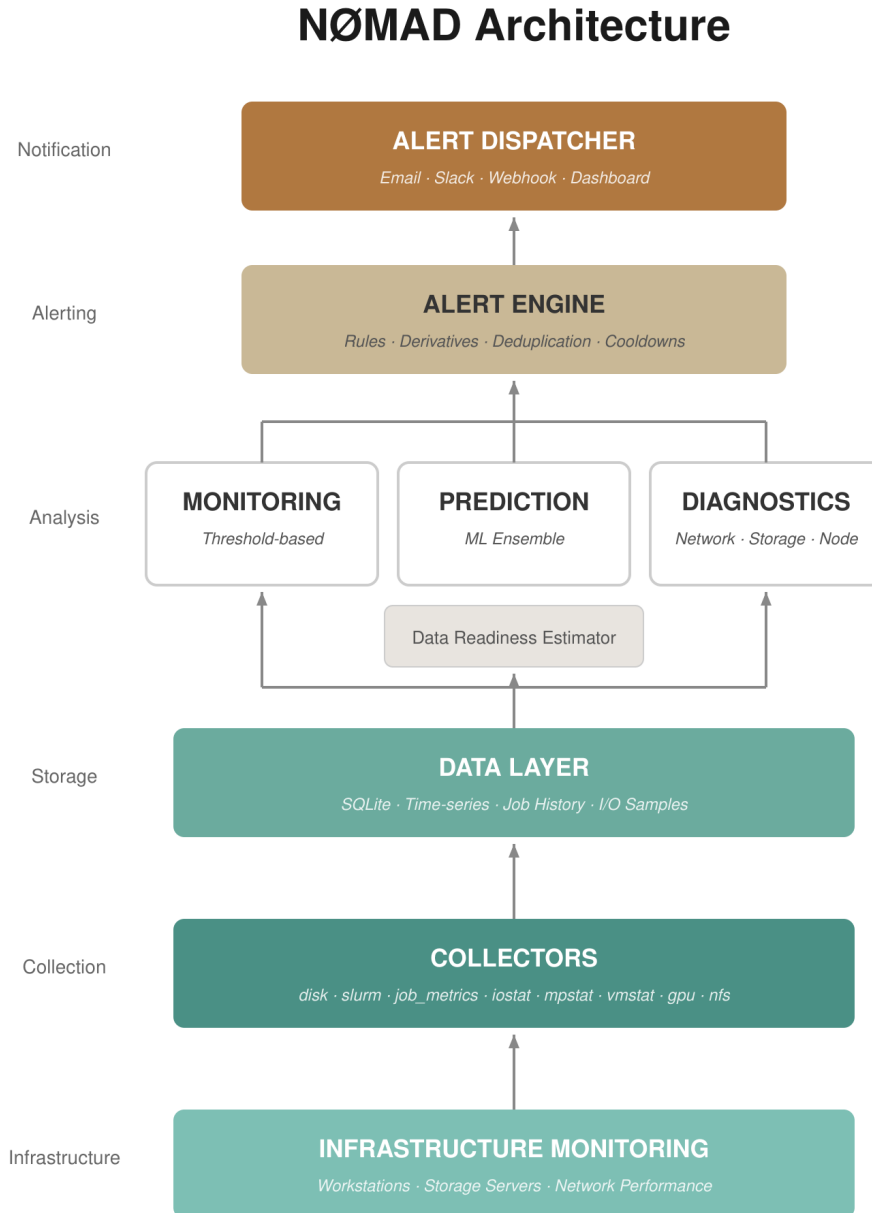 NØMAD Architecture
Notification
ALERT DISPATCHER
Email · Slack · Webhook · Dashboard
Alerting
ALERT ENGINE
Rules · Derivatives · Deduplication · Cooldowns
Analysis
MONITORING
Threshold-based
PREDICTION
ML Ensemble
DIAGNOSTICS
Network · Storage · Node
Data Readiness Estimator
Storage
DATA LAYER
SQLite · Time-series · Job History · I/O Samples
Collection
COLLECTORS
disk · slurm · job_metrics · iostat · mpstat · vmstat · gpu · nfs
Infrastructure
INFRASTRUCTURE MONITORING
Workstations · Storage Servers · Network Performance